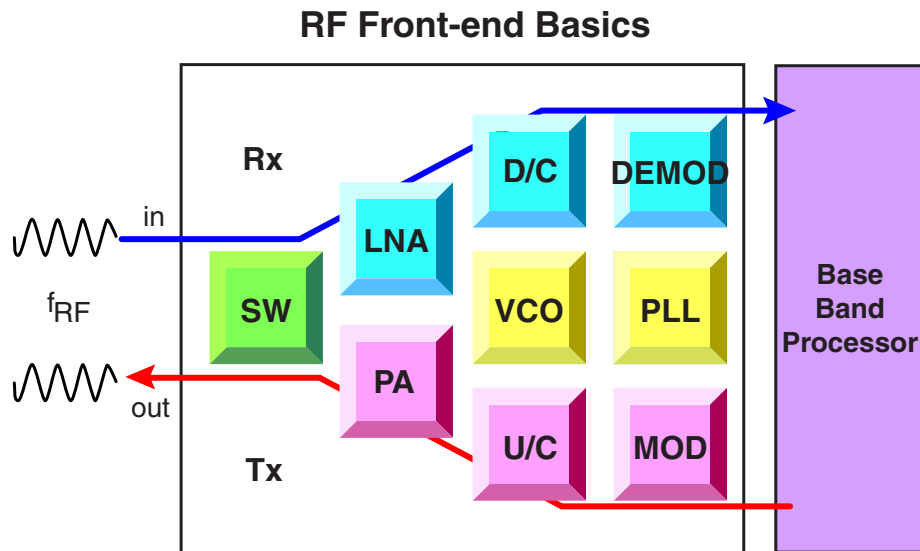 RF Front-end Basics
Rx
D/C
DEMOD
in
LNA
SW
VCO
PLL
fRF
Base
Band
Processor
PA
out
U/C
MOD
Tx